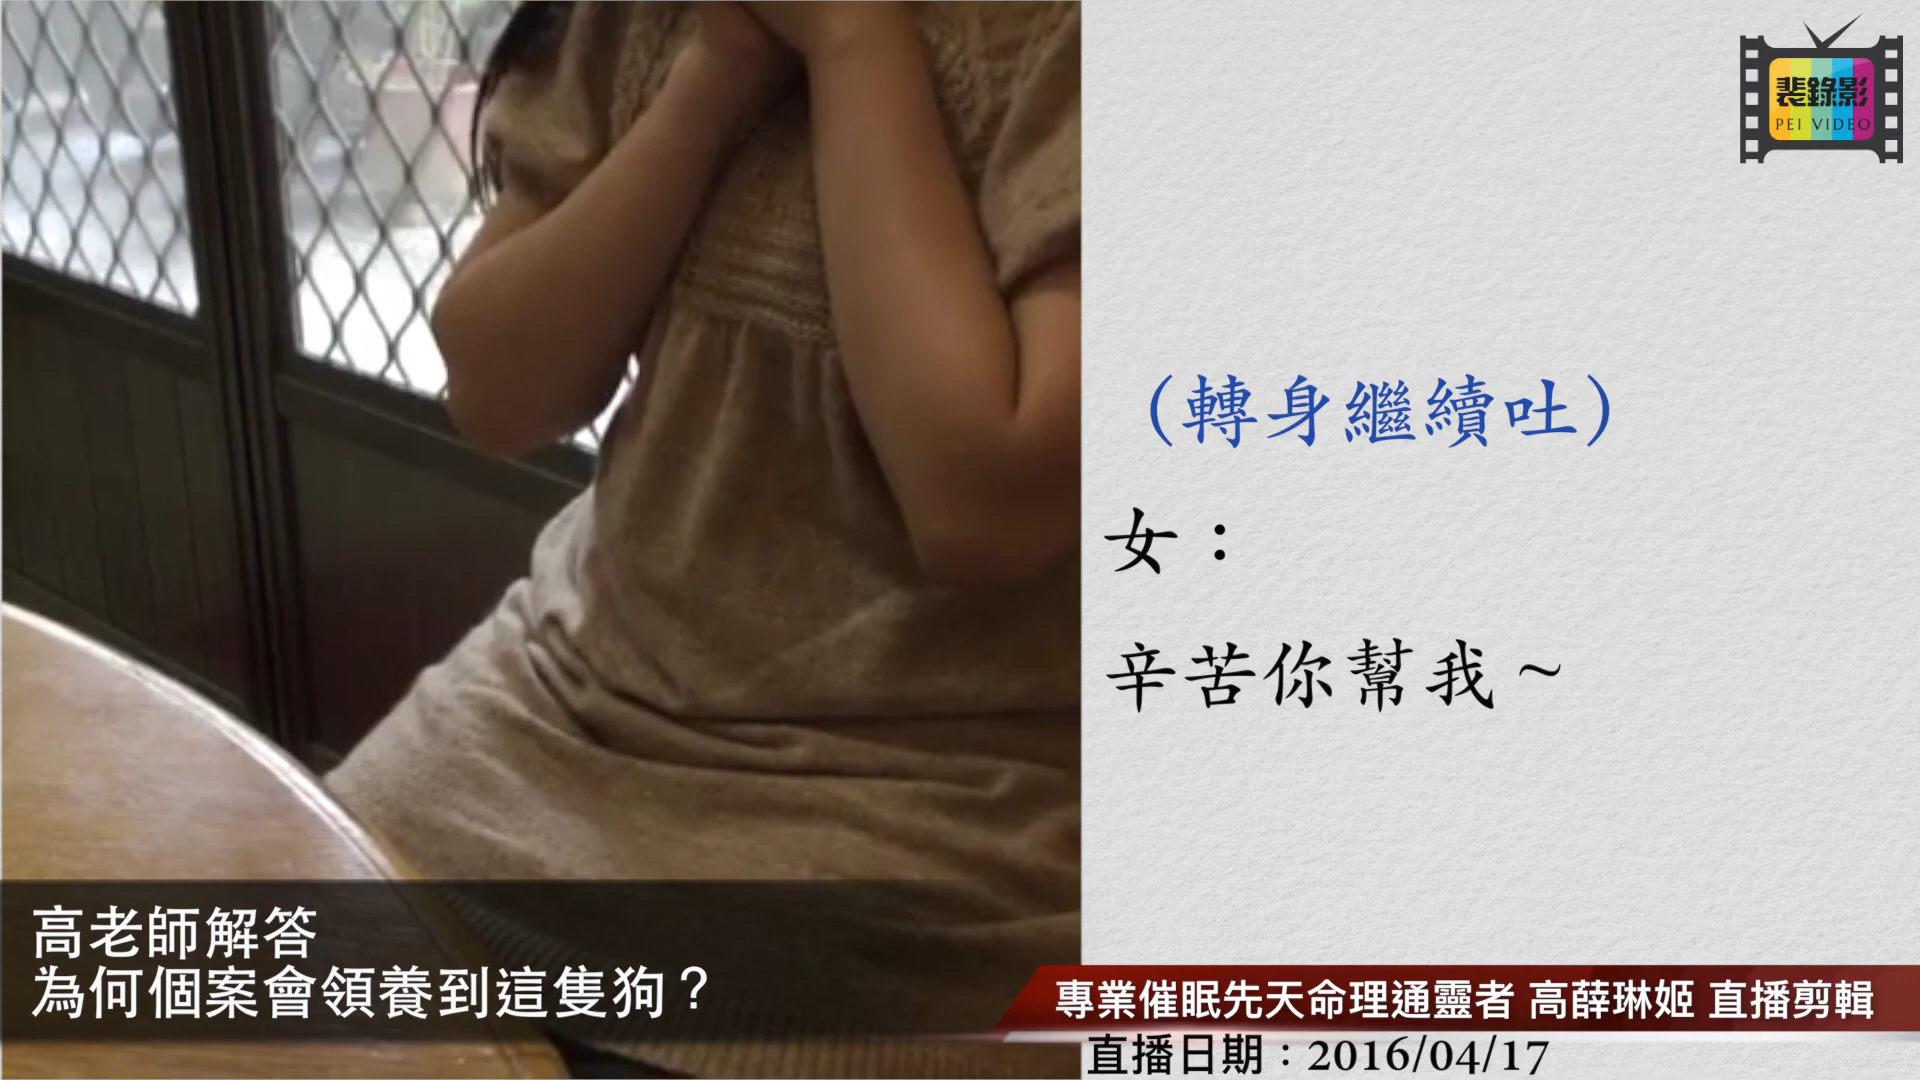 裴錄影
PEI VIDEO
(轉身繼續吐)
女：
辛苦你幫我～
高老師解答
為何個案會領養到這隻狗？
專業催眠先天命理通靈者 高薛琳姬 直播剪輯
直播日期：2016/04/17